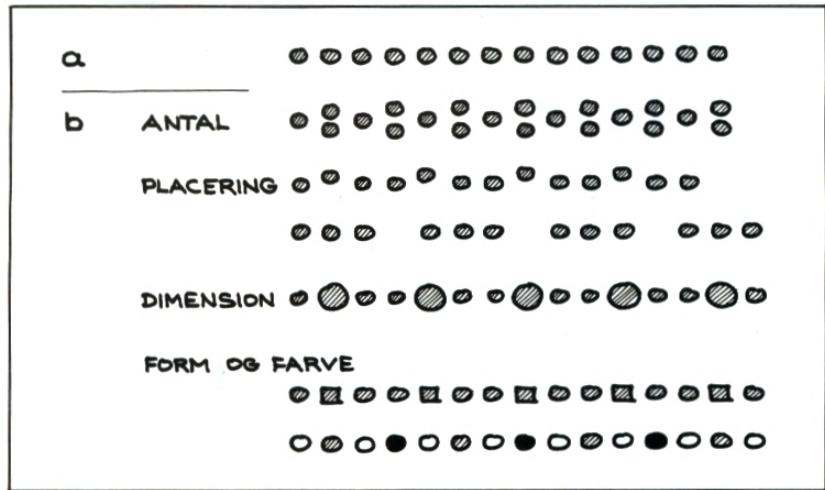 a
b ANTAL
PLACERING
DIMENSION
FORM OG FARVE